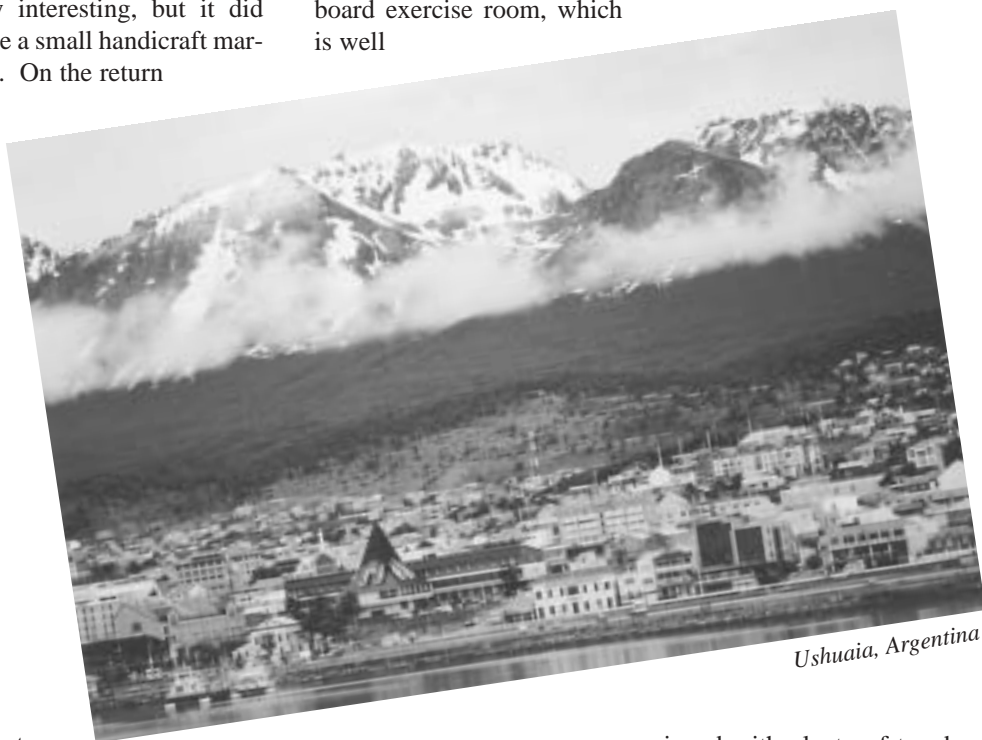 interesting, but it did
a small handicraft mar-
On the return
board exercise room, which
is well
Ushuaia, Argentina